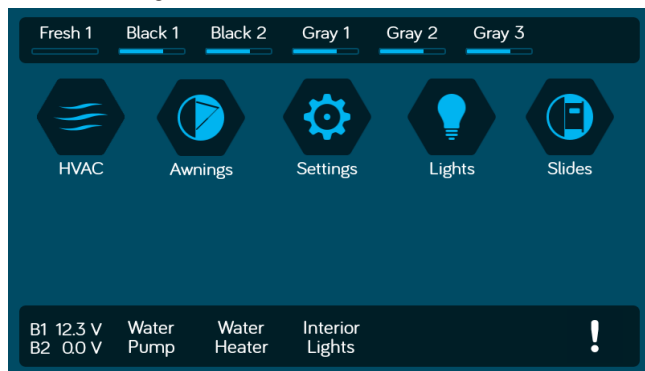 Fresh 1 Black 1 Black 2 Gray 1 Gray 2 Gray 3
HVAC Awnings Settings Lights Slides
B1 12.3 V Water Water Interior
B2 0.0 V Pump Heater Lights
!